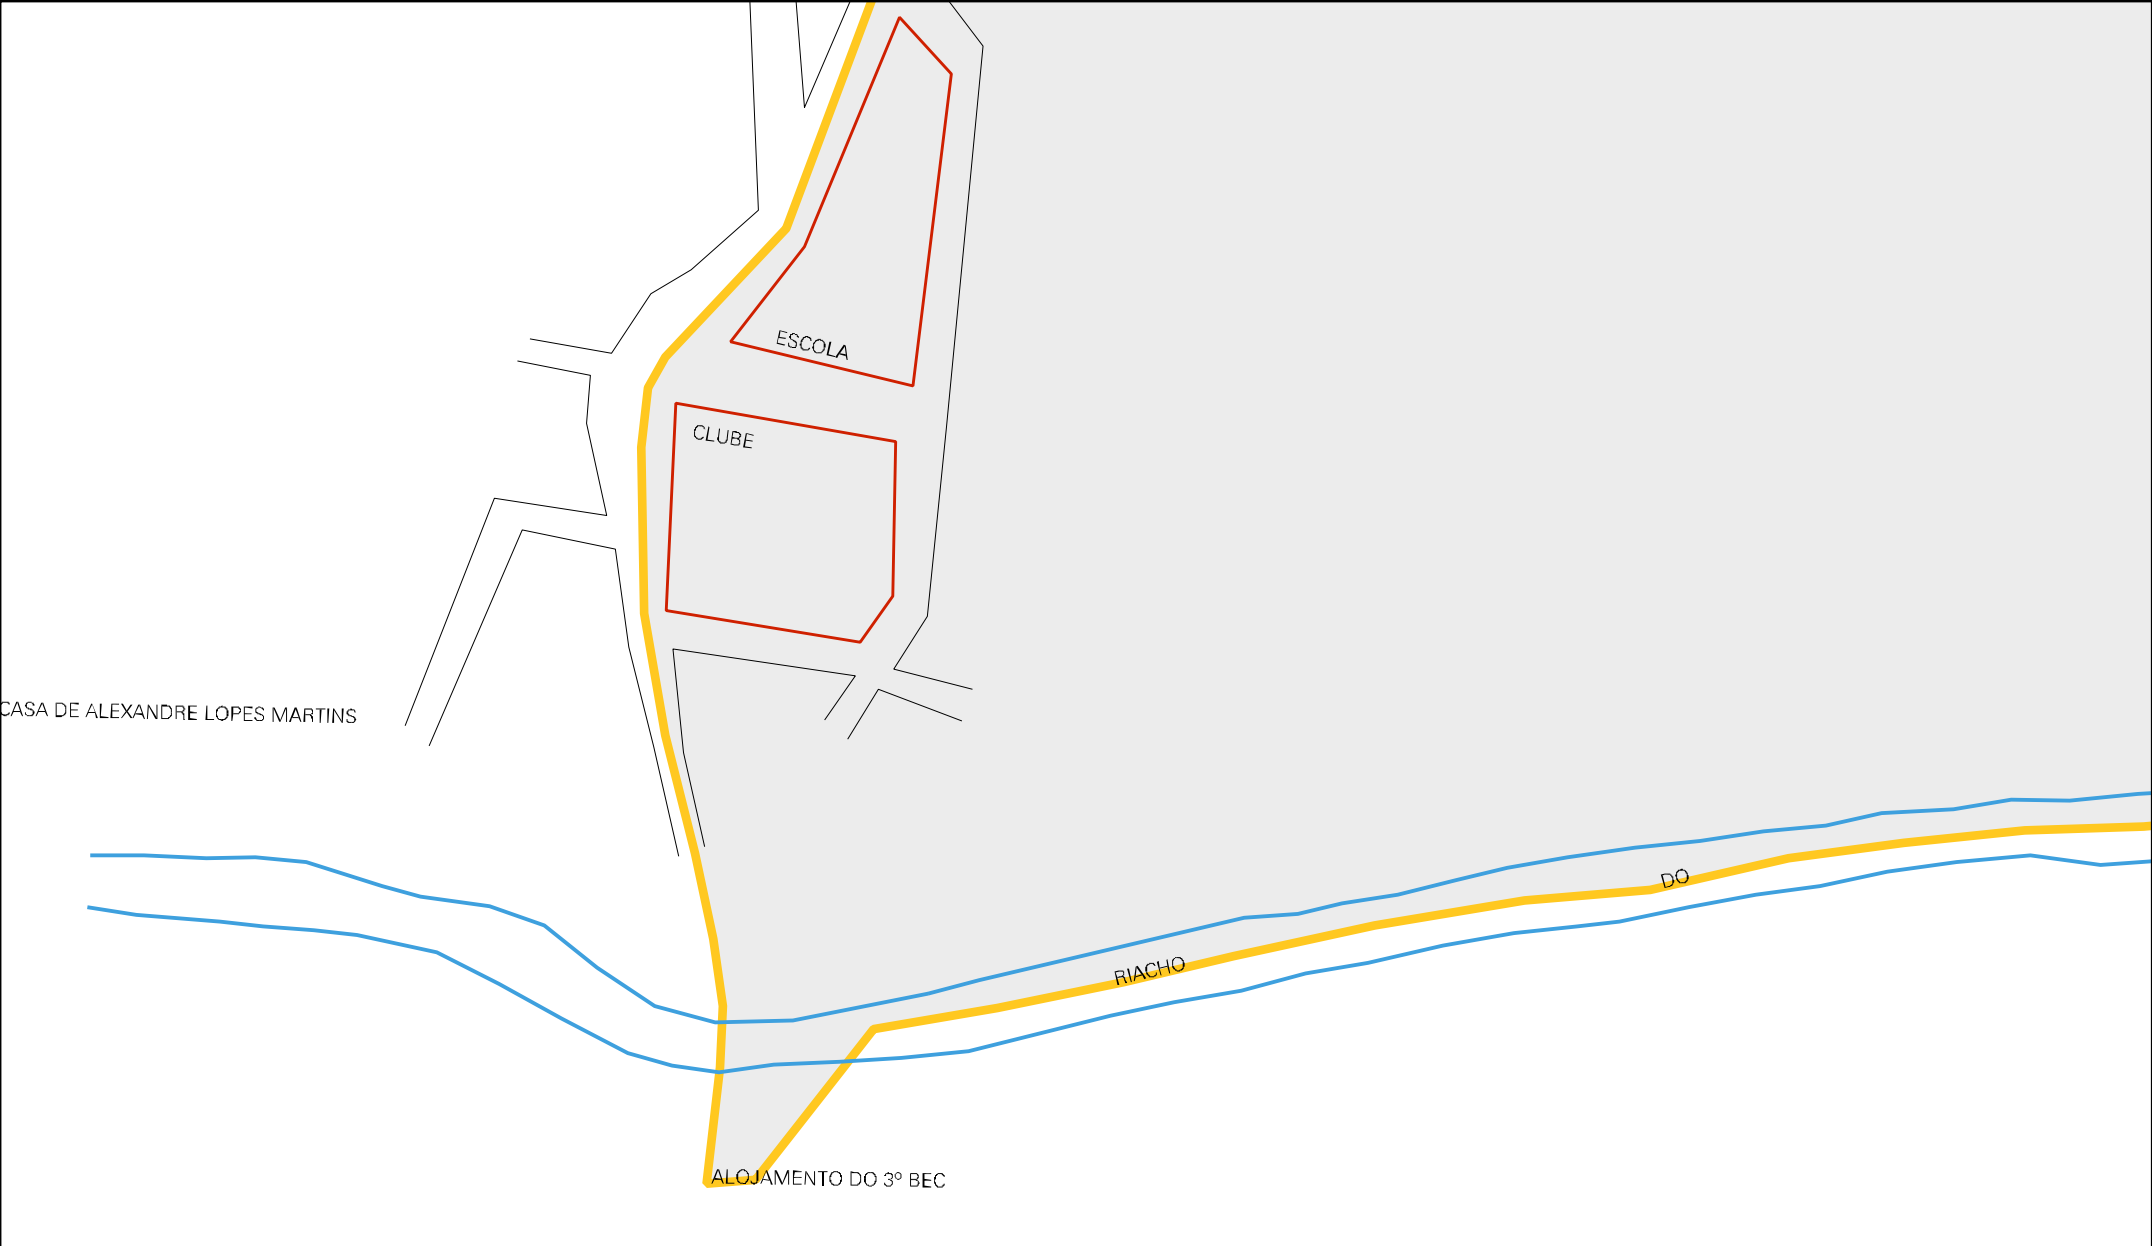 ESCOLA
CLUBE
CASA DE ALEXANDRE LOPES MARTINS
DO
RIACHO
ALOJAMENTO DO 3º BEC